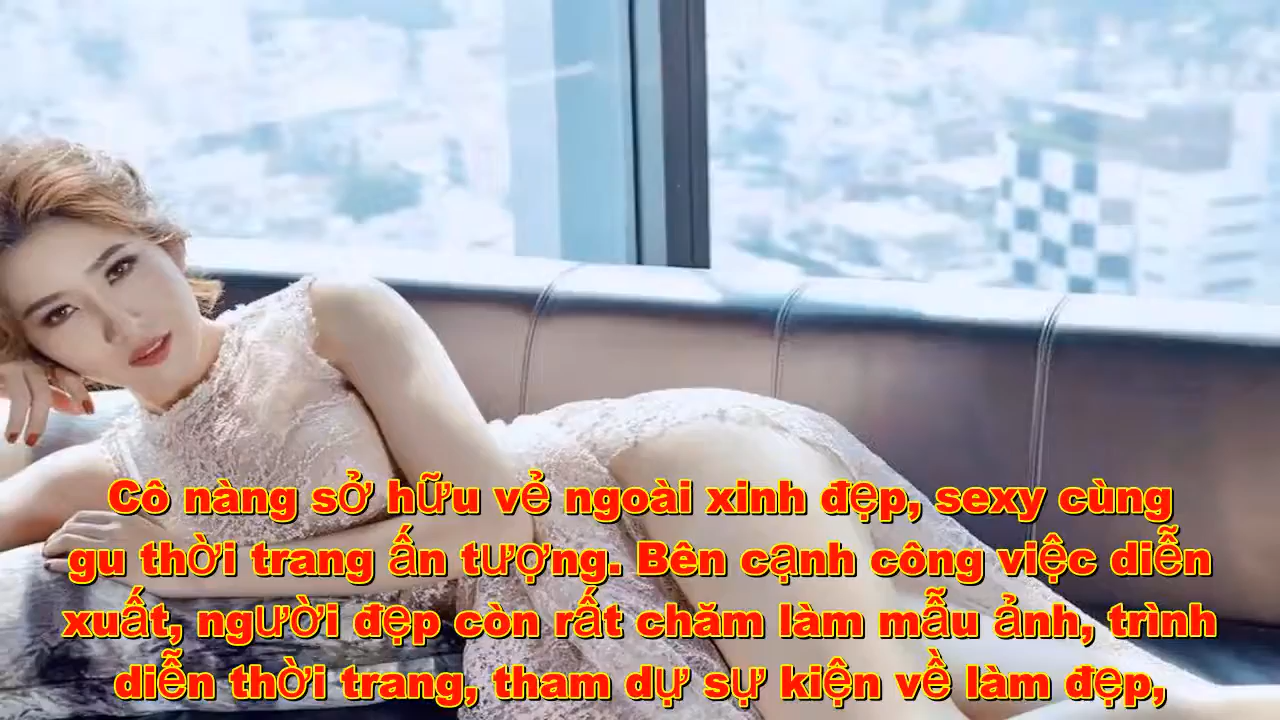 Cô nàng sở hữu vẻ ngoài xinh đẹp, sexy cùng
gu thời trang ấn tượng. Bên cạnh công việc diễn
xuất, người đẹp còn rất chăm làm mẫu ảnh, trình
diễn thời trang, tham dự sự kiện về làm đẹp,